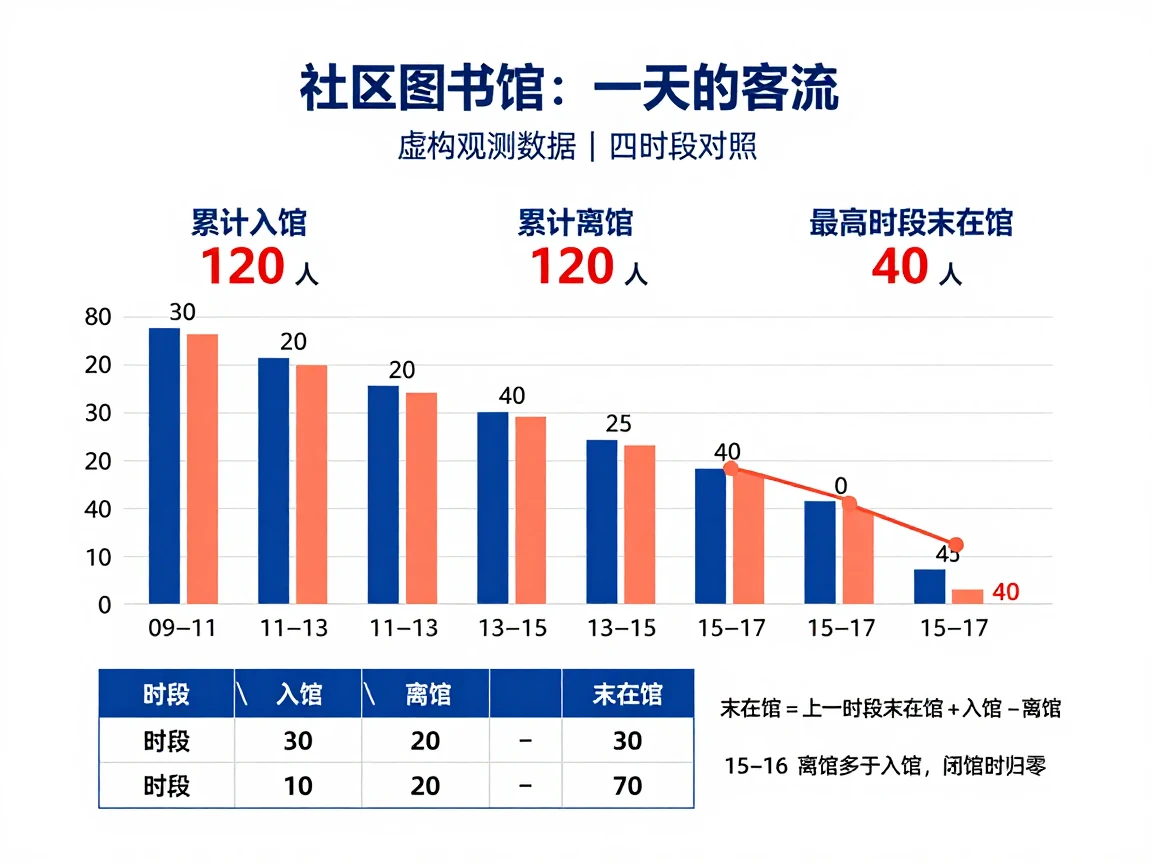 社区图书馆：一天的客流
虚构观测数据 | 四时段对照
累计入馆
120 人
累计离馆
120 人
最高时段末在馆
40 人
80
20
30
20
40
10
0
30
20
20
40
25
40
0
45
40
09–11 11–13 11–13 13–15 13–15 15–17 15–17 15–17
时段 \ 入馆 \ 离馆 末在馆
时段 30 20 – 30
时段 10 20 – 70
末在馆 = 上一时段末在馆 + 入馆 – 离馆
15–16 离馆多于入馆，闭馆时归零